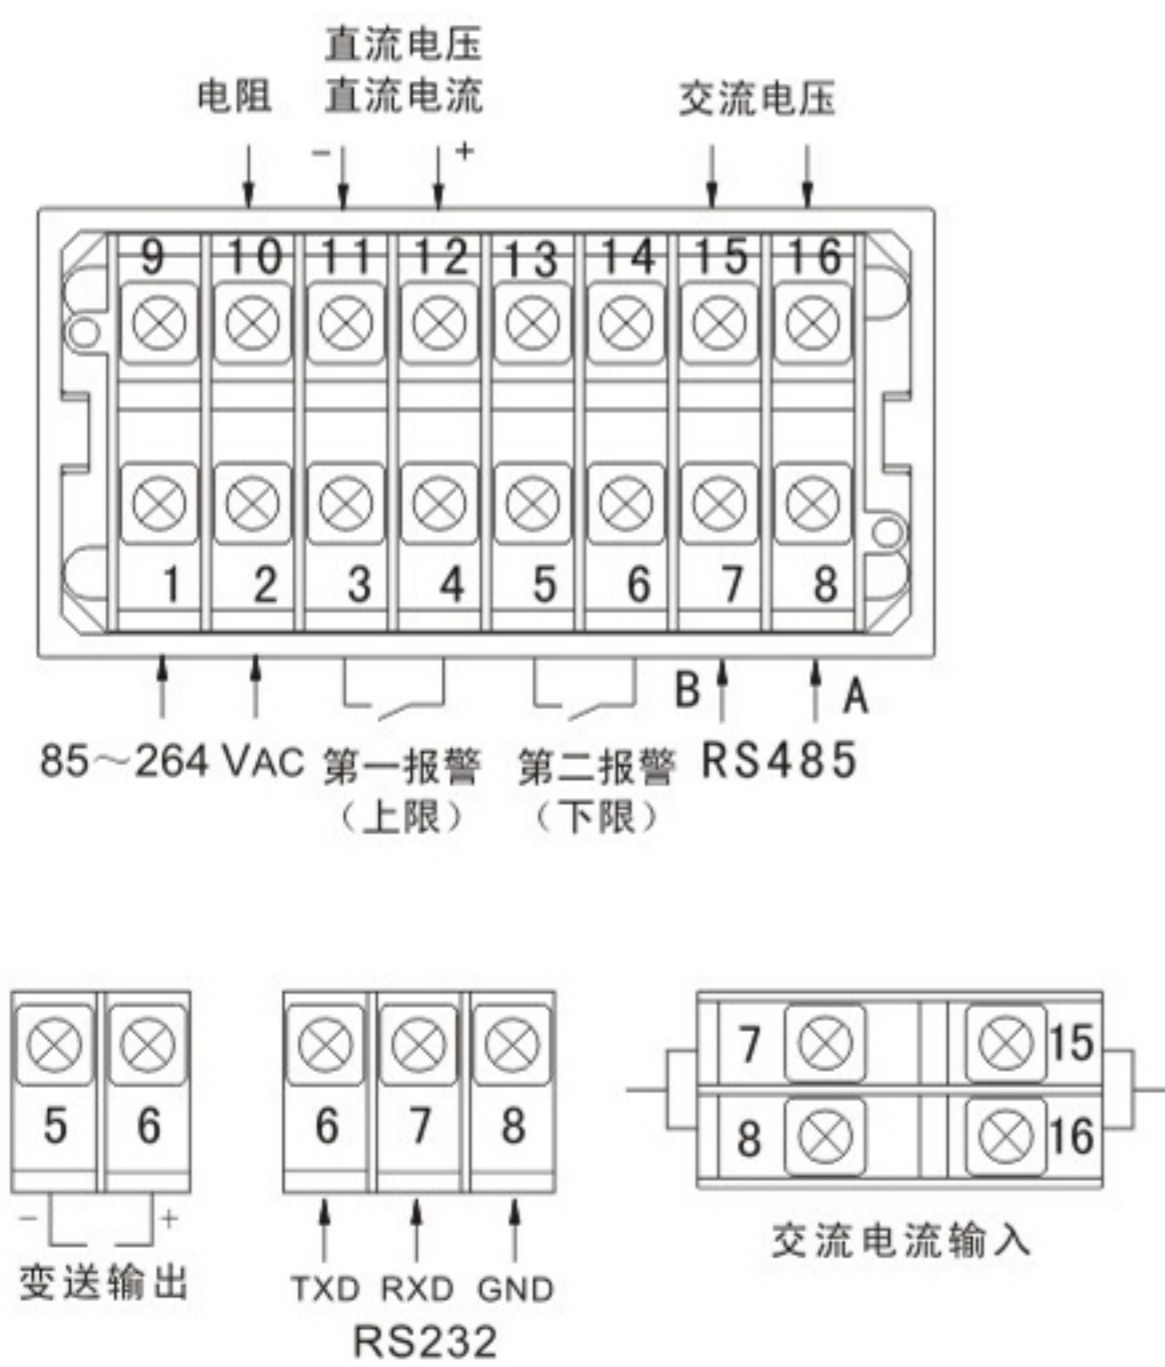 直流电压
电阻 直流电流 交流电压
- +
9 10 11 12 13 14 15 16
1 2 3 4 5 6 7 8
B A
85～264 VAC 第一报警 第二报警 RS485
（上限） （下限）
7 15
5 6 6 7 8 8 16
- +
变送输出 TXD RXD GND 交流电流输入
RS232